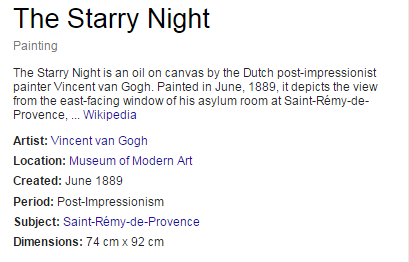 The Starry Night
Painting
The Starry Night is an oil on canvas by the Dutch post-impressionist
painter Vincent van Gogh. Painted in June, 1889, it depicts the view
from the east-facing window of his asylum room at Saint-Rémy-de-
Provence, ... Wikipedia
Artist: Vincent van Gogh
Location: Museum of Modern Art
Created: June 1889
Period: Post-Impressionism
Subject: Saint-Rémy-de-Provence
Dimensions: 74 cm x 92 cm